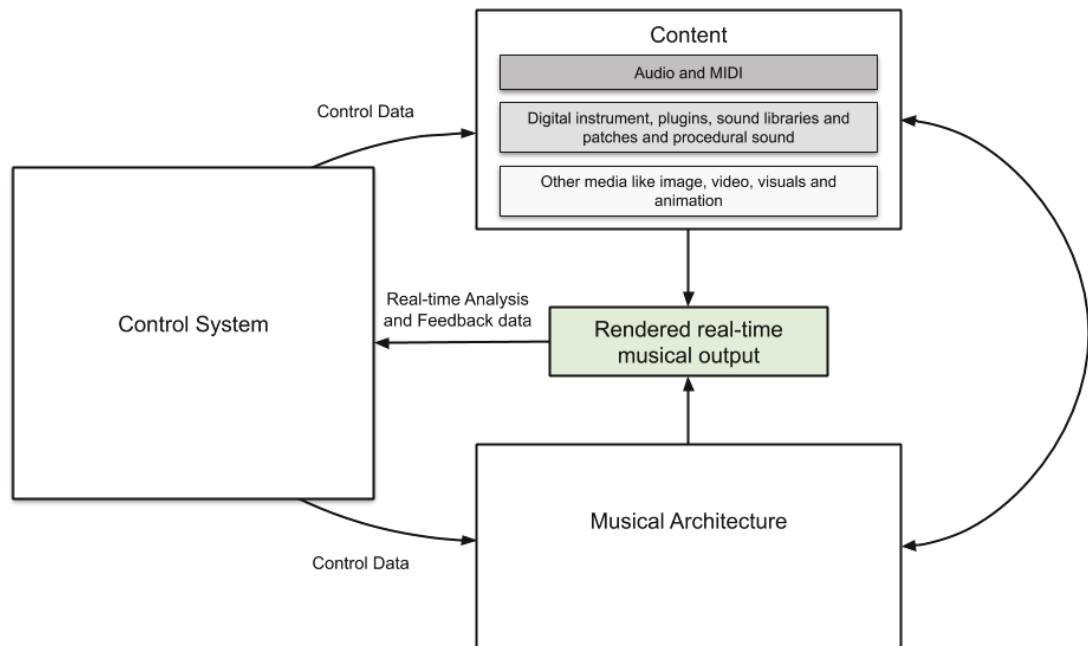 Content
Audio and MIDI
Control Data
Digital instrument, plugins, sound libraries and
patches and procedural sound
Other media like image, video, visuals and
animation
Real-time Analysis
and Feedback data
Control System
Rendered real-time
musical output
Musical Architecture
Control Data